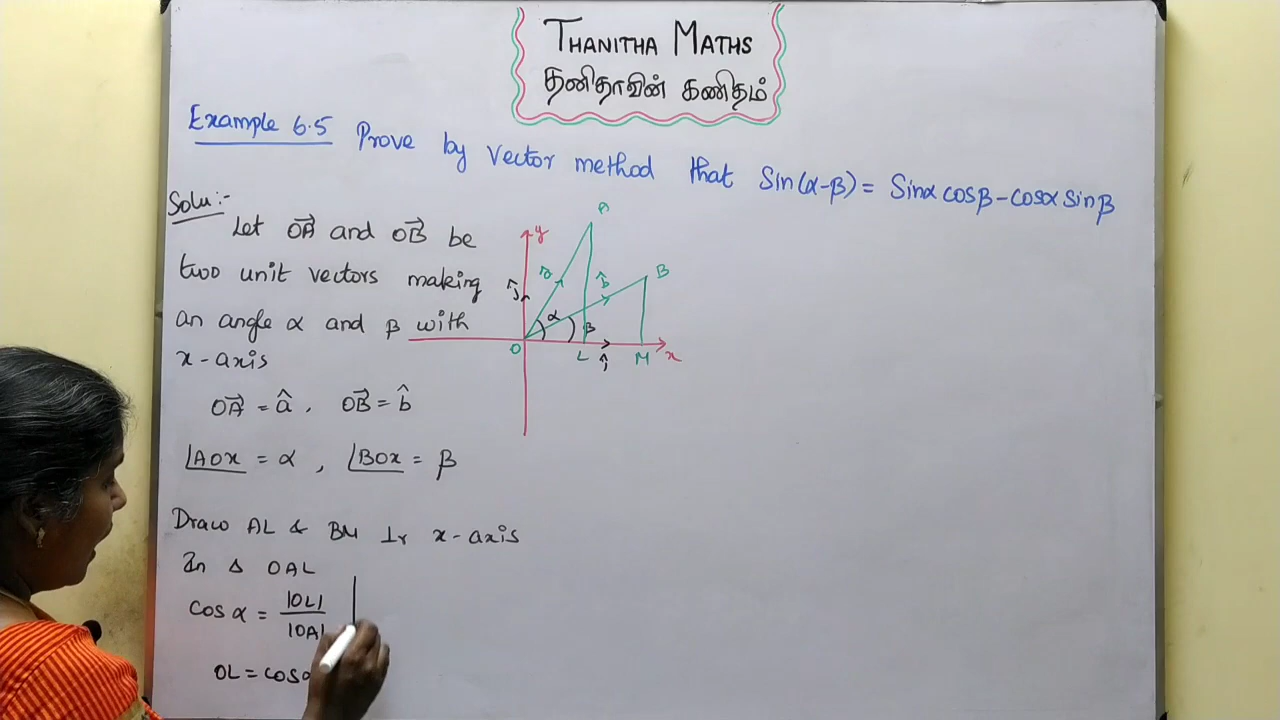 THANITHA MATHS
தனிதாவின் கணிதம்
Example 6.5 Prove by vector method that Sin(α-β) = Sinα cosβ - cosα sinβ
Solu:-
Let OA⃗ and OB⃗ be
two unit vectors making
an angle α and β with
x-axis
OA⃗ = â, OB⃗ = b̂
∠AOX = α, ∠BOX = β
Draw AL & BM ⊥r x-axis
In Δ OAL
Cos α = |OL| / |OA|
OL = cosα
y
A
B
â
b̂
ĵ
α
β
O
L
M
x
î